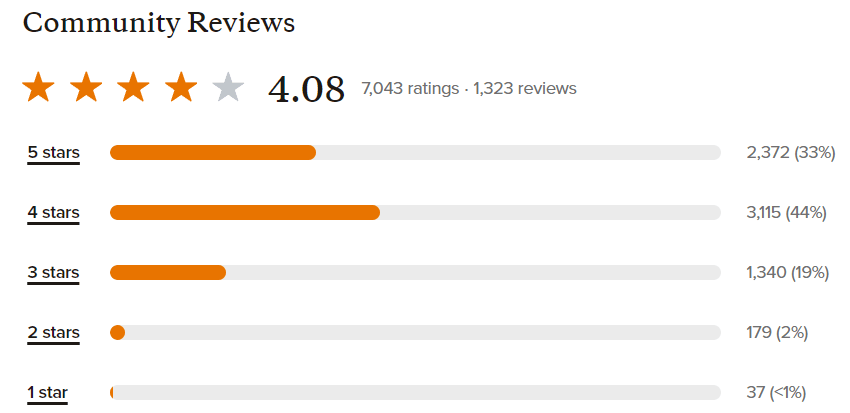 Community Reviews
4.08 7,043 ratings · 1,323 reviews
5 stars 2,372 (33%)
4 stars 3,115 (44%)
3 stars 1,340 (19%)
2 stars 179 (2%)
1 star 37 (<1%)